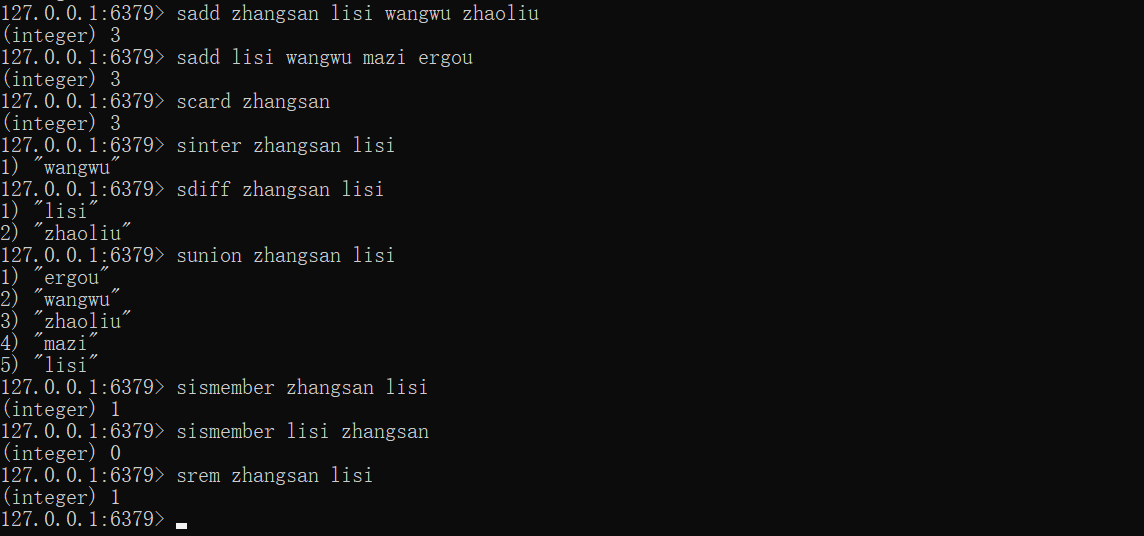 127.0.0.1:6379> sadd zhangsan lisi wangwu zhaoliu
(integer) 3
127.0.0.1:6379> sadd lisi wangwu mazi ergou
(integer) 3
127.0.0.1:6379> scard zhangsan
(integer) 3
127.0.0.1:6379> sinter zhangsan lisi
1) "wangwu"
127.0.0.1:6379> sdiff zhangsan lisi
1) "lisi"
2) "zhaoliu"
127.0.0.1:6379> sunion zhangsan lisi
1) "ergou"
2) "wangwu"
3) "zhaoliu"
4) "mazi"
5) "lisi"
127.0.0.1:6379> sismember zhangsan lisi
(integer) 1
127.0.0.1:6379> sismember lisi zhangsan
(integer) 0
127.0.0.1:6379> srem zhangsan lisi
(integer) 1
127.0.0.1:6379>